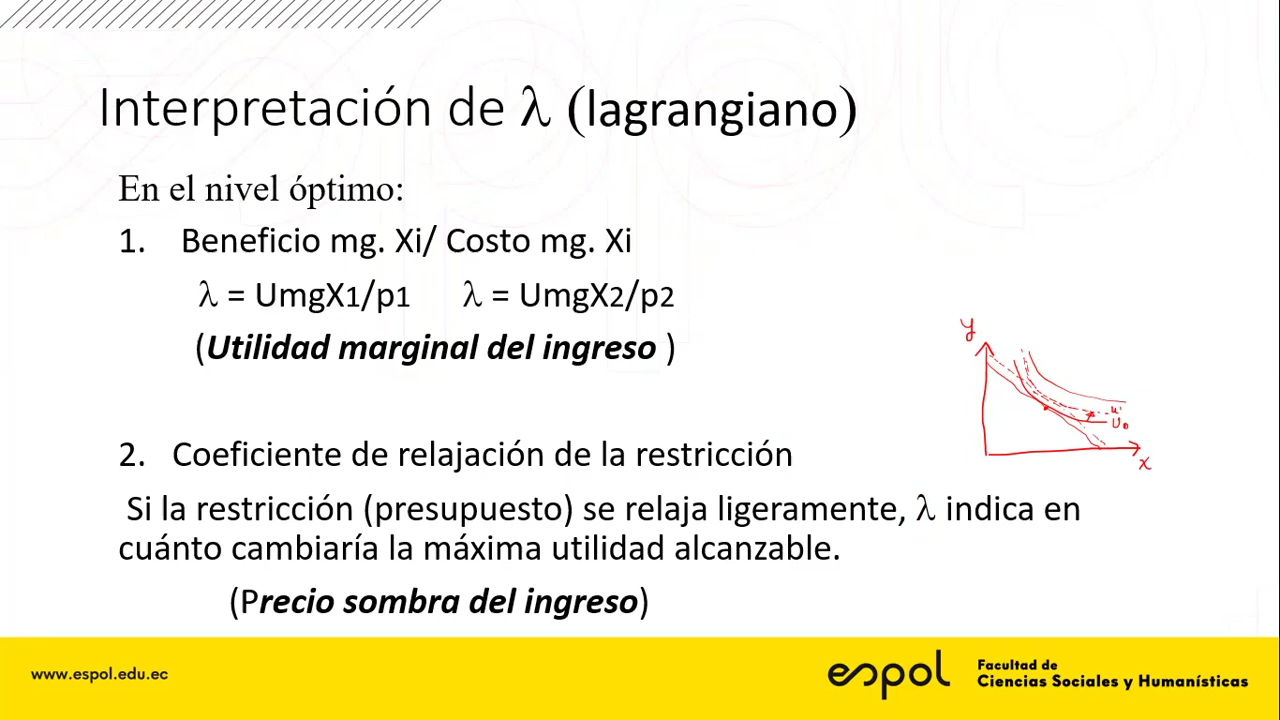 Interpretación de λ (lagrangiano)
En el nivel óptimo:
1. Beneficio mg. Xi/ Costo mg. Xi
λ = UmgX1/p1 λ = UmgX2/p2
(Utilidad marginal del ingreso )
y
u'
U₀
x
2. Coeficiente de relajación de la restricción
Si la restricción (presupuesto) se relaja ligeramente, λ indica en
cuánto cambiaría la máxima utilidad alcanzable.
(Precio sombra del ingreso)
www.espol.edu.ec
espol
Facultad de
Ciencias Sociales y Humanísticas